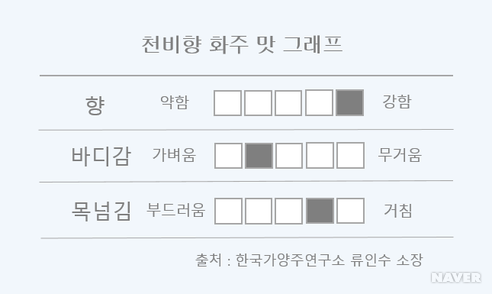 천비향 화주 맛 그래프
향 약함 강함
바디감 가벼움 무거움
목넘김 부드러움 거침
출처 : 한국가양주연구소 류인수 소장
NAVER